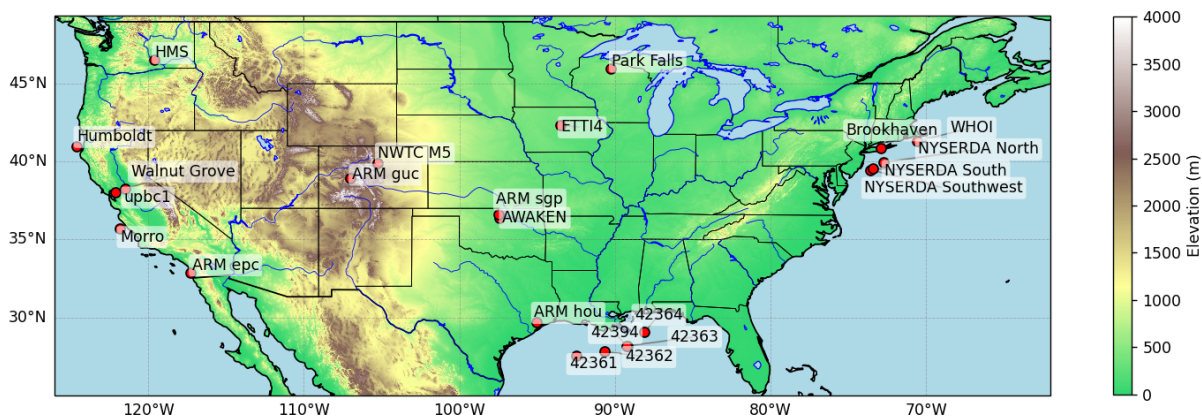 HMS
Park Falls
45°N
ETTI4
Humboldt
Brookhaven
WHOI
40°N
NWTC M5
NYSERDA North
Walnut Grove
ARM guc
NYSERDA South
upbc1
NYSERDA Southwest
ARM sgp
AWAKEN
35°N
Morro
ARM epc
30°N
ARM hou
42364
42394
42363
42362
42361
120°W
110°W
100°W
90°W
80°W
70°W
4000
3500
3000
2500
2000
1500
1000
500
0
Elevation (m)